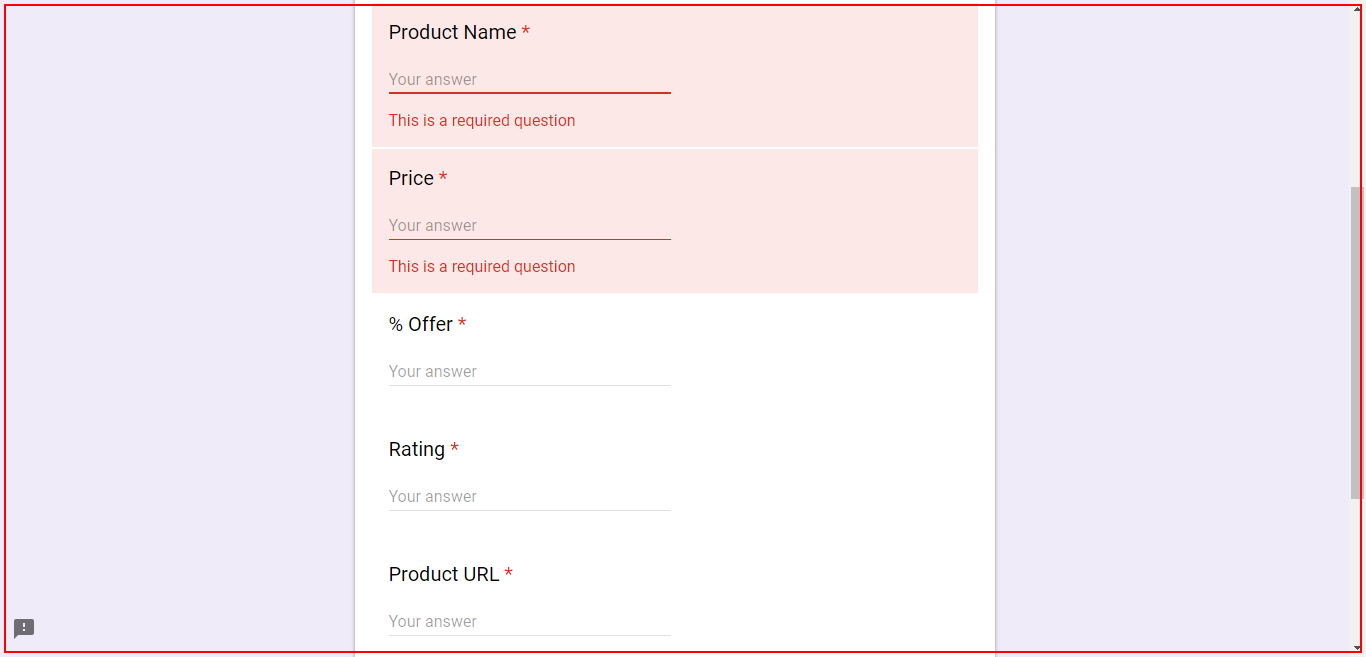 Product Name *
Your answer
This is a required question
Price *
Your answer
This is a required question
% Offer *
Your answer
Rating *
Your answer
Product URL *
Your answer